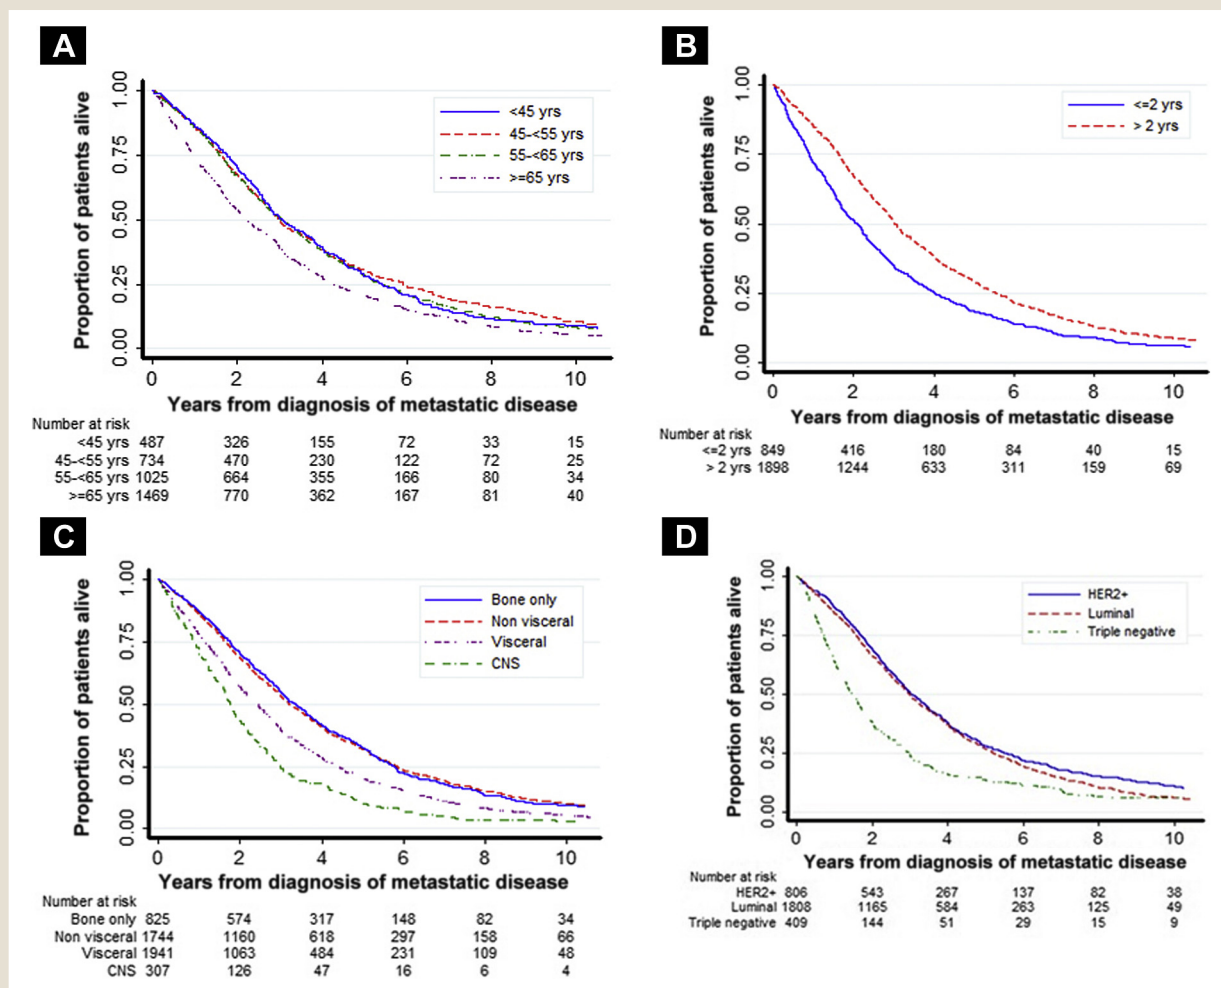 A
Proportion of patients alive
1.00
0.75
0.50
0.25
0.00
<45 yrs
45-<55 yrs
55-<65 yrs
>=65 yrs
0 2 4 6 8 10
Years from diagnosis of metastatic disease
Number at risk
<45 yrs 487 326 155 72 33 15
45-<55 yrs 734 470 230 122 72 25
55-<65 yrs 1025 664 355 166 80 34
>=65 yrs 1469 770 362 167 81 40
B
Proportion of patients alive
1.00
0.75
0.50
0.25
0.00
<=2 yrs
> 2 yrs
0 2 4 6 8 10
Years from diagnosis of metastatic disease
Number at risk
<=2 yrs 849 416 180 84 40 15
> 2 yrs 1898 1244 633 311 159 69
C
Proportion of patients alive
1.00
0.75
0.50
0.25
0.00
Bone only
Non visceral
Visceral
CNS
0 2 4 6 8 10
Years from diagnosis of metastatic disease
Number at risk
Bone only 825 574 317 148 82 34
Non visceral 1744 1160 618 297 158 66
Visceral 1941 1063 484 231 109 48
CNS 307 126 47 16 6 4
D
Proportion of patients alive
1.00
0.75
0.50
0.25
0.00
HER2+
Luminal
Triple negative
0 2 4 6 8 10
Years from diagnosis of metastatic disease
Number at risk
HER2+ 806 543 267 137 82 38
Luminal 1808 1165 584 263 125 49
Triple negative 409 144 51 29 15 9